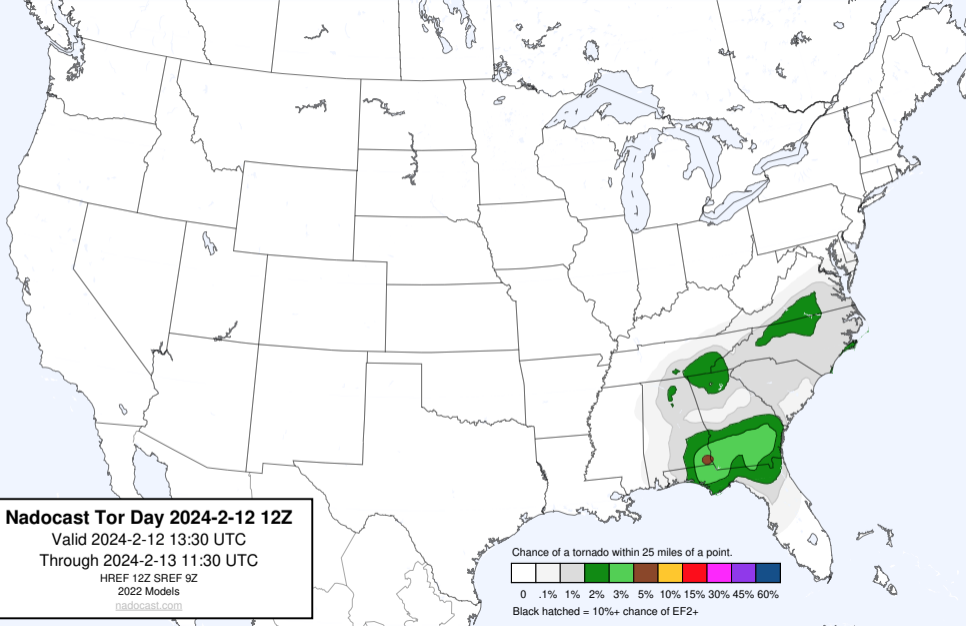 Nadocast Tor Day 2024-2-12 12Z
Valid 2024-2-12 13:30 UTC
Through 2024-2-13 11:30 UTC
HREF 12Z SREF 9Z
2022 Models
nadocast.com
Chance of a tornado within 25 miles of a point.
0 .1% 1% 2% 3% 5% 10% 15% 30% 45% 60%
Black hatched = 10%+ chance of EF2+